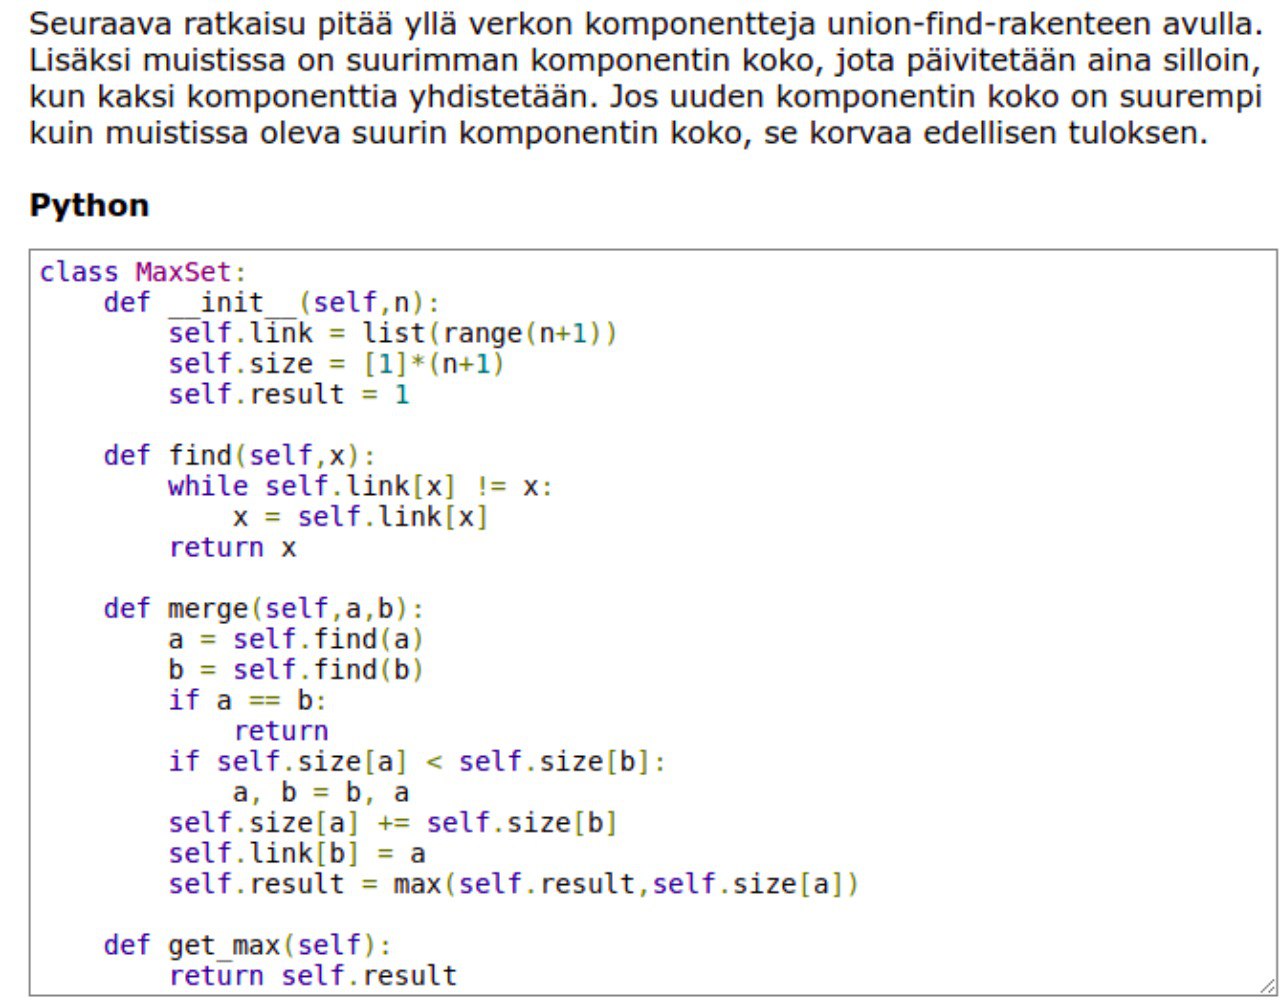 Seuraava ratkaisu pitää yllä verkon komponentteja union-find-rakenteen avulla.
Lisäksi muistissa on suurimman komponentin koko, jota päivitetään aina silloin,
kun kaksi komponenttia yhdistetään. Jos uuden komponentin koko on suurempi
kuin muistissa oleva suurin komponentin koko, se korvaa edellisen tuloksen.
Python
class MaxSet:
    def __init__(self,n):
        self.link = list(range(n+1))
        self.size = [1]*(n+1)
        self.result = 1

    def find(self,x):
        while self.link[x] != x:
            x = self.link[x]
        return x

    def merge(self,a,b):
        a = self.find(a)
        b = self.find(b)
        if a == b:
            return
        if self.size[a] < self.size[b]:
            a, b = b, a
        self.size[a] += self.size[b]
        self.link[b] = a
        self.result = max(self.result,self.size[a])

    def get_max(self):
        return self.result